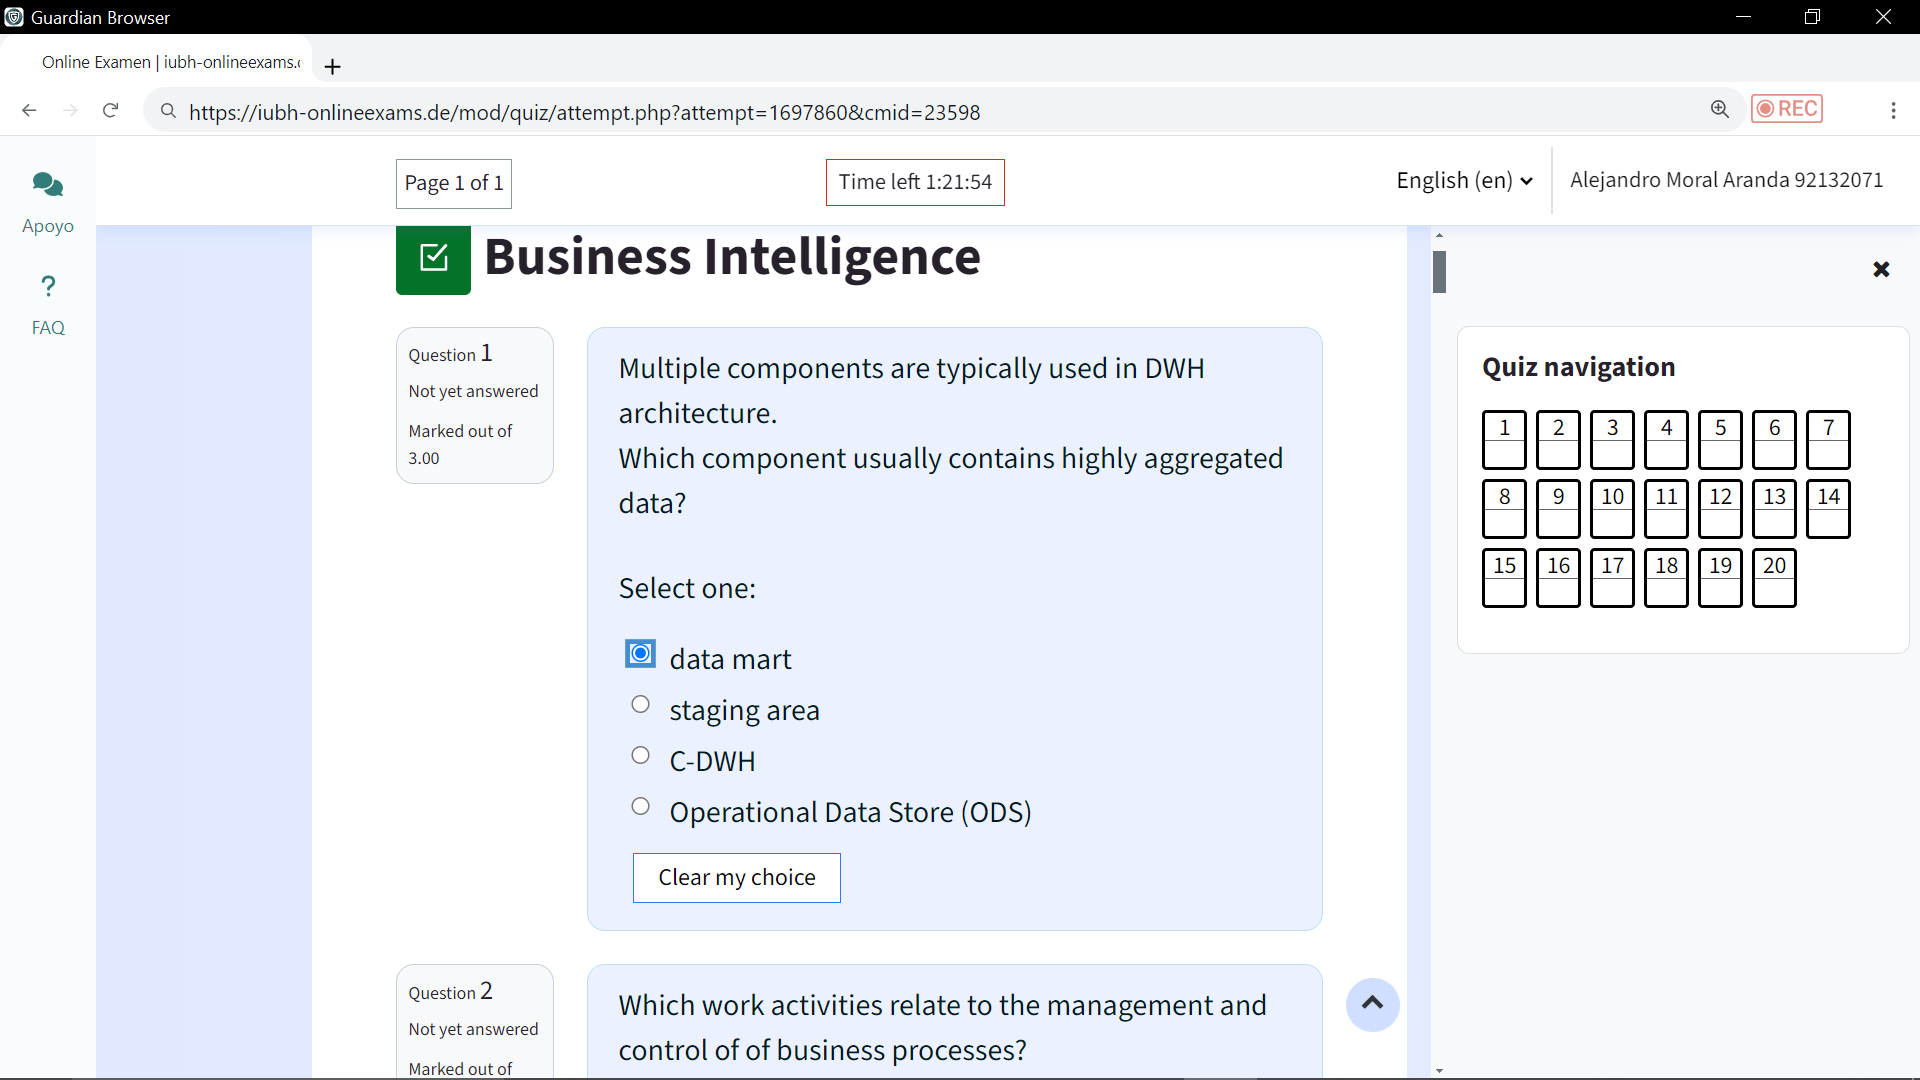 Guardian Browser
Online Examen | iubh-onlineexams.
https://iubh-onlineexams.de/mod/quiz/attempt.php?attempt=1697860&cmid=23598
REC
Page 1 of 1
Time left 1:21:54
English (en)
Alejandro Moral Aranda 92132071
Apoyo
?
FAQ
Business Intelligence
Question 1
Not yet answered
Marked out of
3.00
Multiple components are typically used in DWH
architecture.
Which component usually contains highly aggregated
data?
Select one:
data mart
staging area
C-DWH
Operational Data Store (ODS)
Clear my choice
Question 2
Not yet answered
Marked out of
Which work activities relate to the management and
control of of business processes?
Quiz navigation
1 2 3 4 5 6 7
8 9 10 11 12 13 14
15 16 17 18 19 20